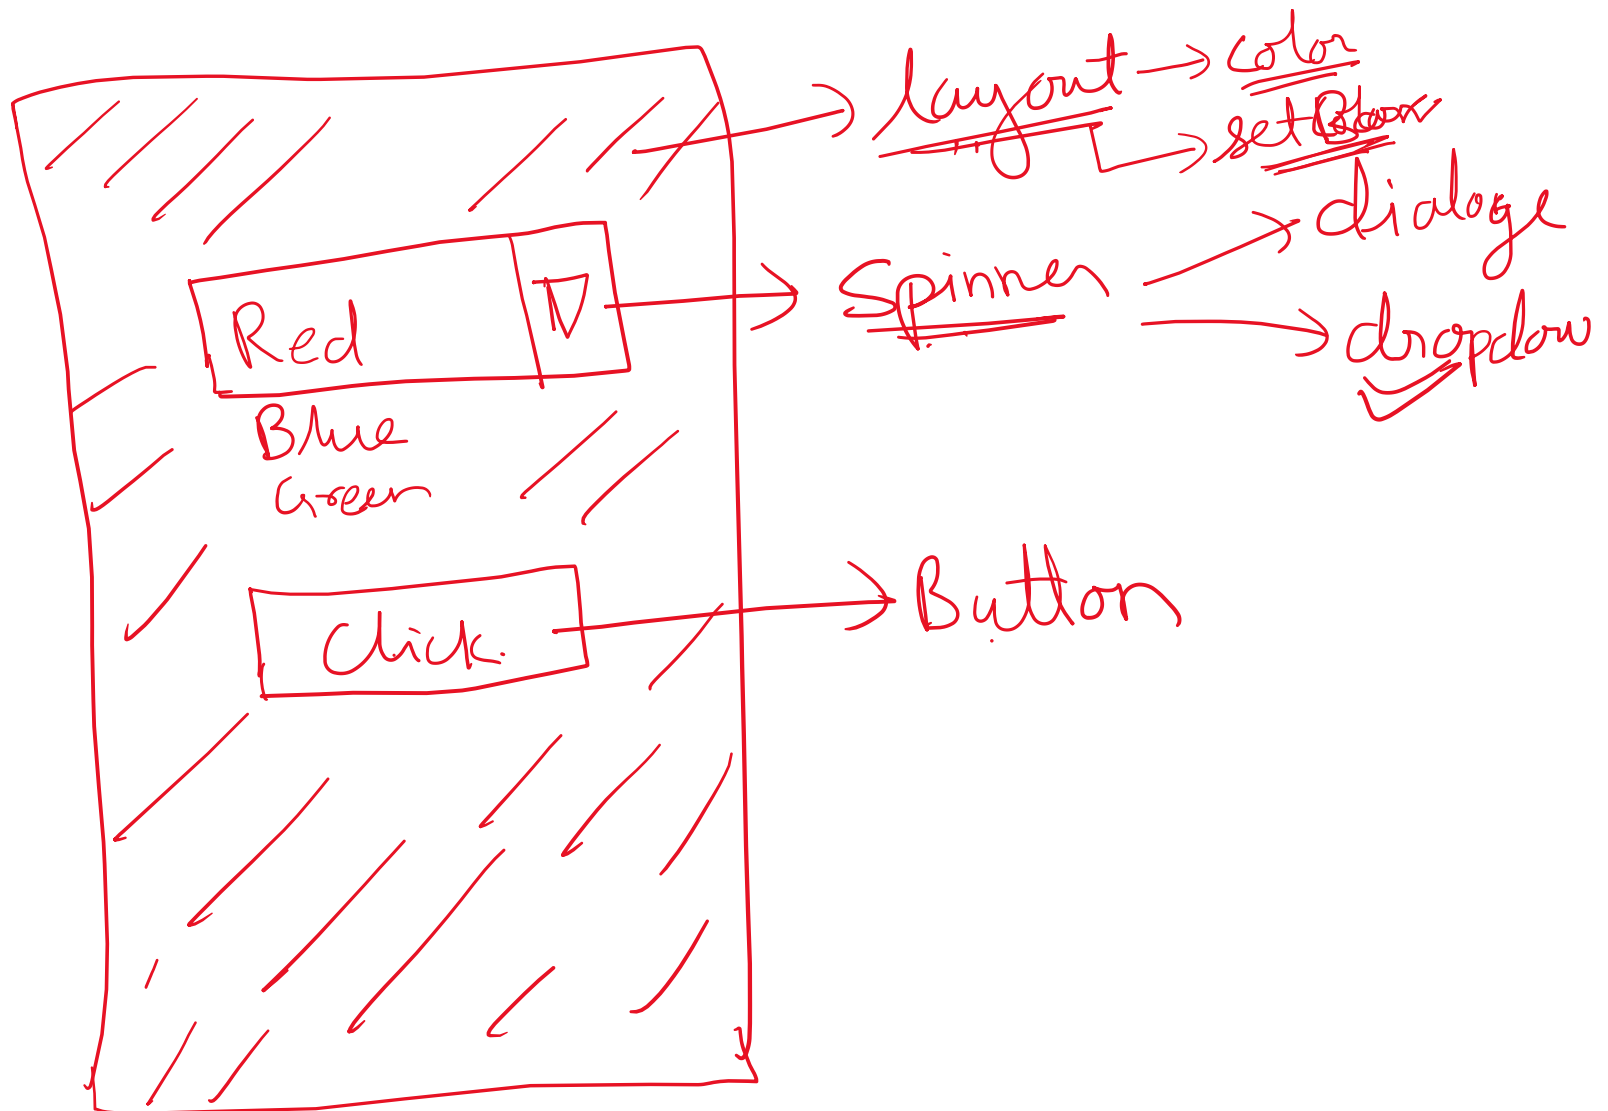 layout
color
set
Spinner
dialoge
dropdow
Red
Blue
Green
Click.
Button